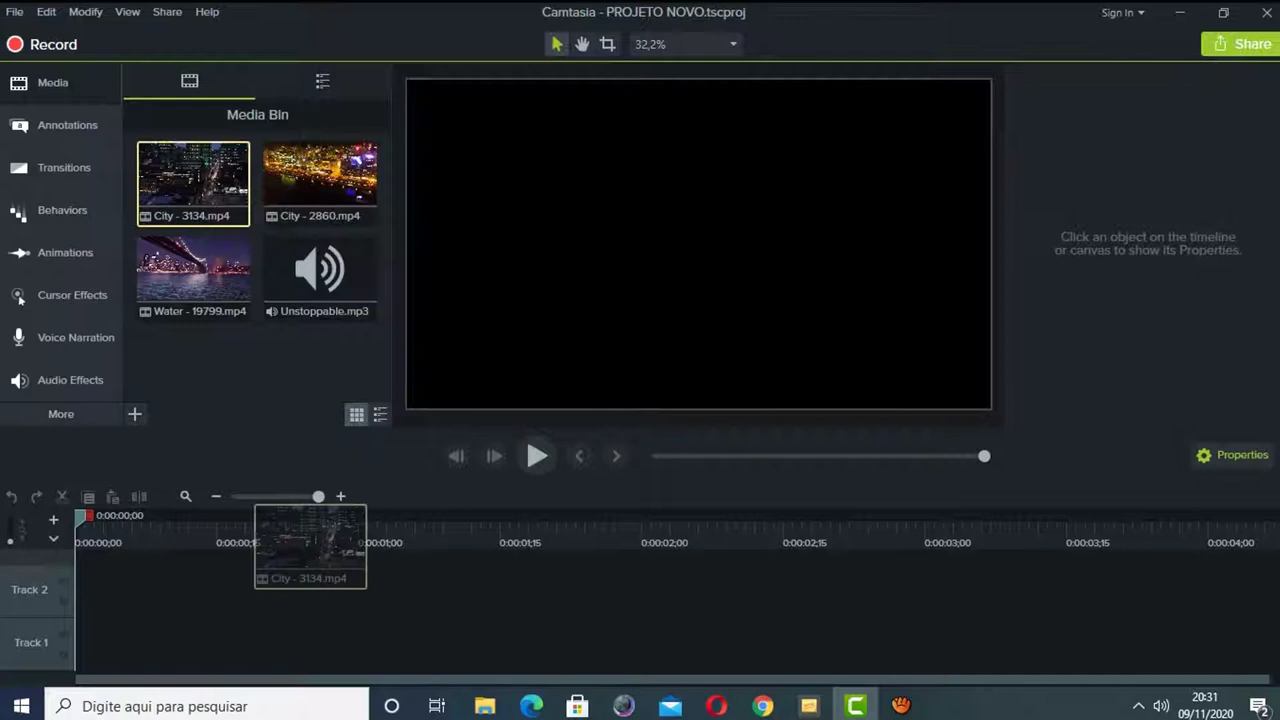 File Edit Modify View Share Help
Camtasia - PROJETO NOVO.tscproj
Sign In
Record
32,2%
Share
Media
Annotations
Transitions
Behaviors
Animations
Cursor Effects
Voice Narration
Audio Effects
More
Media Bin
City - 3134.mp4
City - 2860.mp4
Water - 19799.mp4
Unstoppable.mp3
Click an object on the timeline
or canvas to show its Properties.
Properties
0:00:00;00
0:00:00;00 0:00:00;15 0:00:01;00 0:00:01;15 0:00:02;00 0:00:02;15 0:00:03;00 0:00:03;15 0:00:04;00
City - 3134.mp4
Track 2
Track 1
Digite aqui para pesquisar
20:31
09/11/2020
2